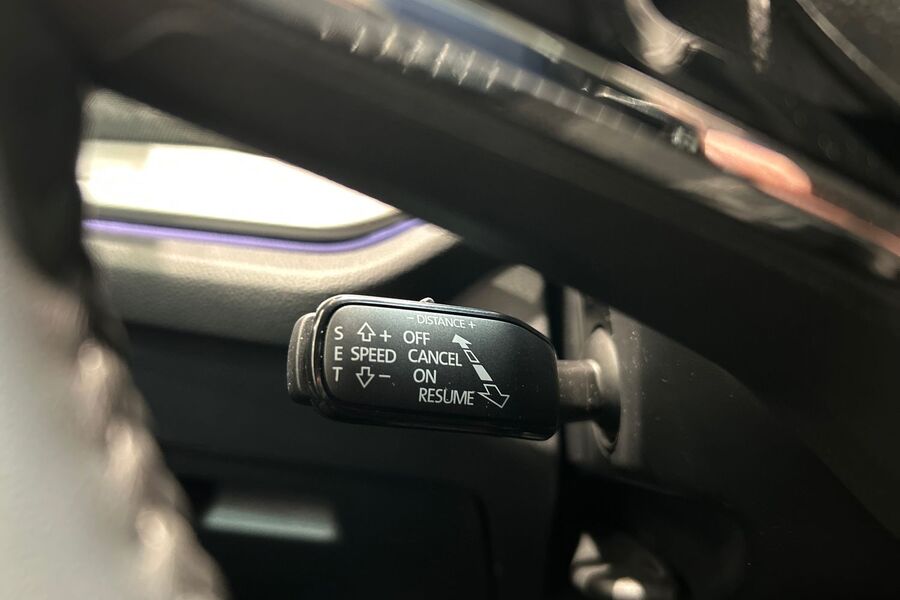 - DISTANCE +
S + OFF
E SPEED CANCEL
T - ON
RESUME